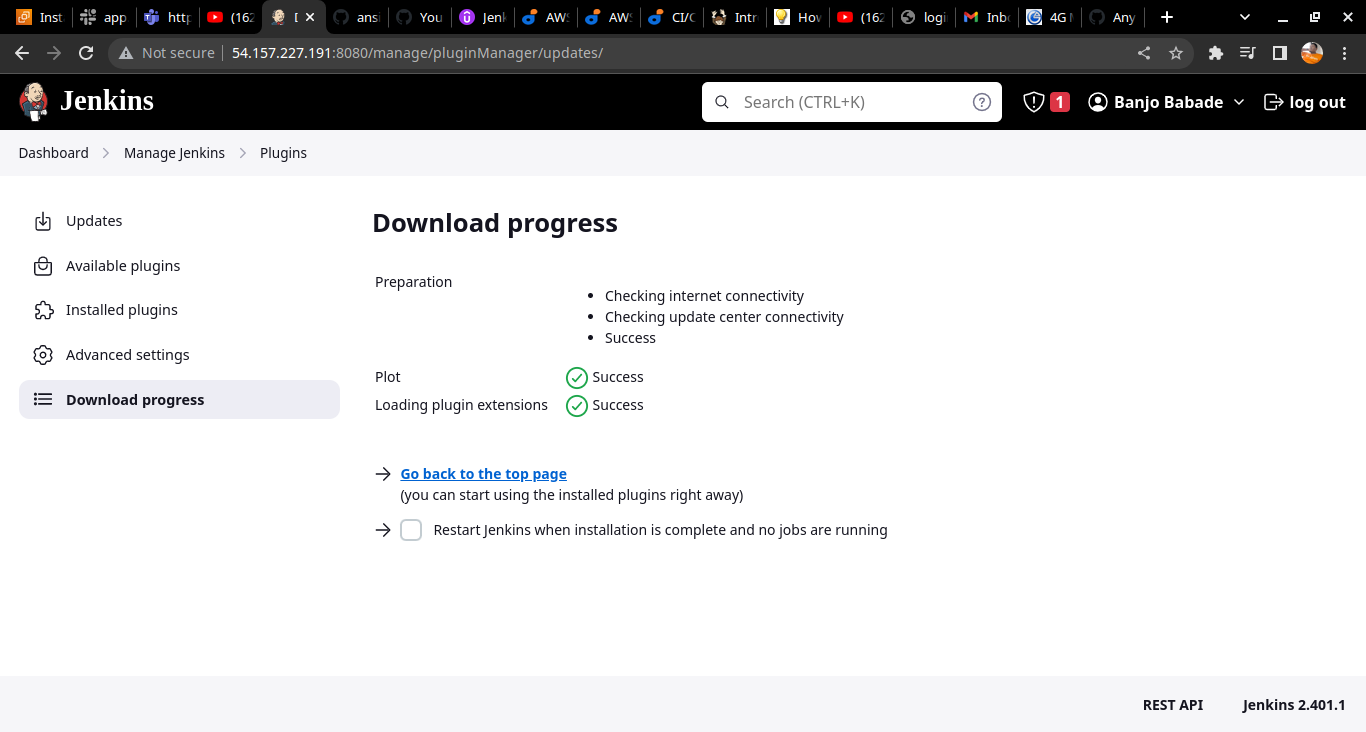 Inst app http (162 D ansi You Jenk AWS AWS CI/C Intr How (162 logi Inbo 4G M Any
Not secure 54.157.227.191:8080/manage/pluginManager/updates/
Jenkins Search (CTRL+K) 1 Banjo Babade log out
Dashboard Manage Jenkins Plugins
Updates
Available plugins
Installed plugins
Advanced settings
Download progress
Download progress
Preparation
Checking internet connectivity
Checking update center connectivity
Success
Plot Success
Loading plugin extensions Success
Go back to the top page
(you can start using the installed plugins right away)
Restart Jenkins when installation is complete and no jobs are running
REST API Jenkins 2.401.1